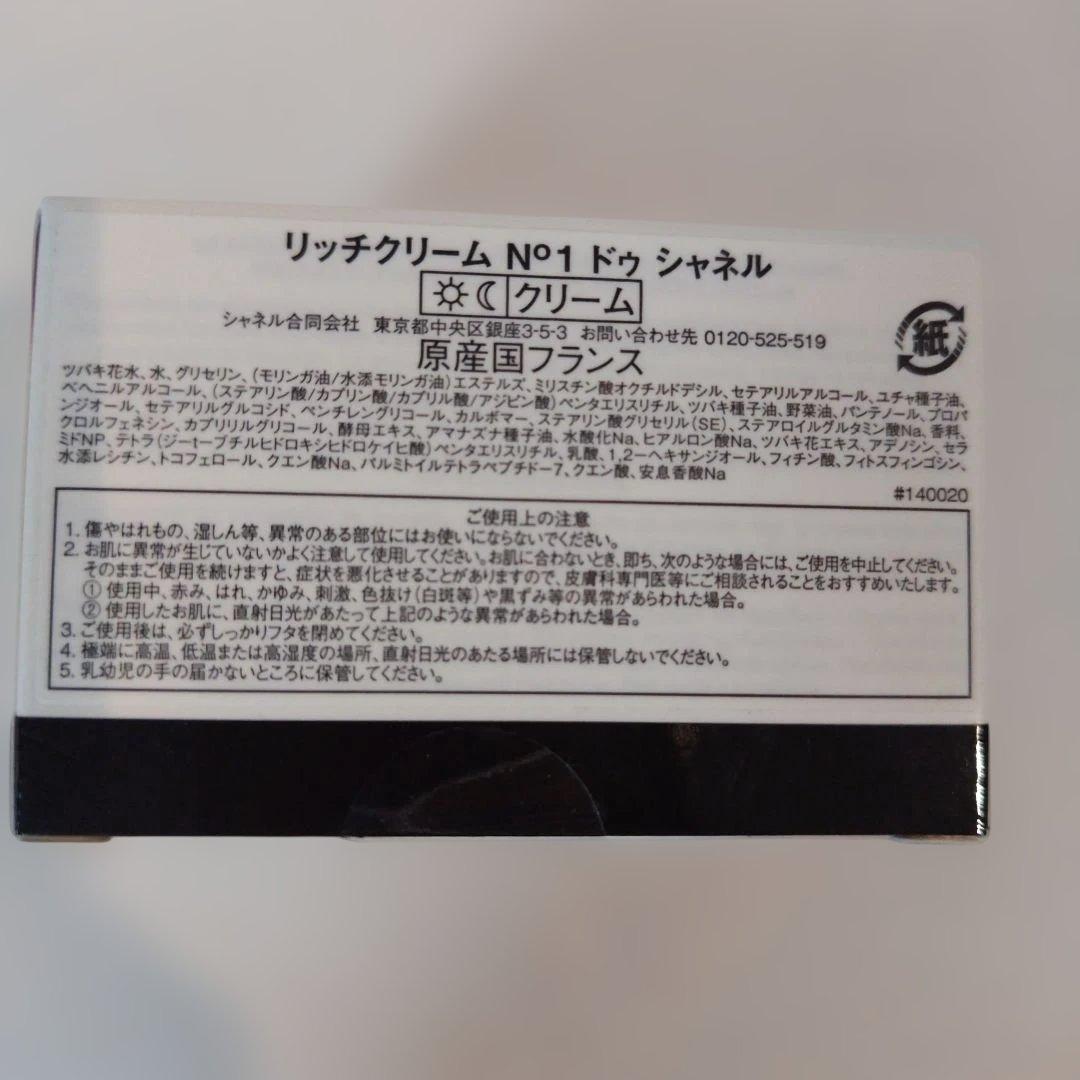 リッチクリーム Nº1 ドゥ シャネル
クリーム
シャネル合同会社 東京都中央区銀座3-5-3 お問い合わせ先 0120-525-519
原産国フランス
紙
ツバキ花水、水、グリセリン、(モリンガ油/水添モリンガ油)エステルズ、ミリスチン酸オクチルドデシル、セテアリルアルコール、ユチャ種子油、
ベヘニルアルコール、(ステアリン酸/カプリン酸/カプリル酸/アジピン酸)ペンタエリスリチル、ツバキ種子油、野菜油、パンテノール、プロパ
ンジオール、セテアリルグルコシド、ペンチレングリコール、カルボマー、ステアリン酸グリセリル(SE)、ステアロイルグルタミン酸Na、香料、
クロルフェネシン、カプリリルグリコール、酵母エキス、アマナズナ種子油、水酸化Na、ヒアルロン酸Na、ツバキ花エキス、アデノシン、セラ
ミドNP、テトラ(ジ-t-ブチルヒドロキシヒドロケイヒ酸)ペンタエリスリチル、乳酸、1,2-ヘキサンジオール、フィチン酸、フィトスフィンゴシン、
水添レシチン、トコフェロール、クエン酸Na、パルミトイルテトラペプチド-7、クエン酸、安息香酸Na
#140020
ご使用上の注意
1. 傷やはれもの、湿しん等、異常のある部位にはお使いにならないでください。
2. お肌に異常が生じていないかよく注意して使用してください。お肌に合わないとき、即ち、次のような場合には、ご使用を中止してください。
そのままご使用を続けますと、症状を悪化させることがありますので、皮膚科専門医等にご相談されることをおすすめいたします。
① 使用中、赤み、はれ、かゆみ、刺激、色抜け(白斑等)や黒ずみ等の異常があらわれた場合。
② 使用したお肌に、直射日光があたって上記のような異常があらわれた場合。
3. ご使用後は、必ずしっかりフタを閉めてください。
4. 極端に高温、低温または高湿度の場所、直射日光のあたる場所には保管しないでください。
5. 乳幼児の手の届かないところに保管してください。